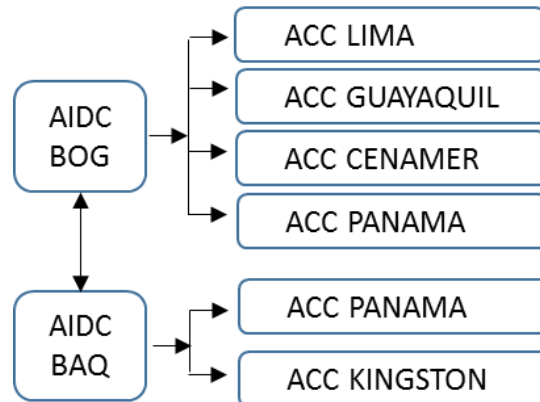 AIDC
BOG
ACC LIMA
ACC GUAYAQUIL
ACC CENAMER
ACC PANAMA
AIDC
BAQ
ACC PANAMA
ACC KINGSTON